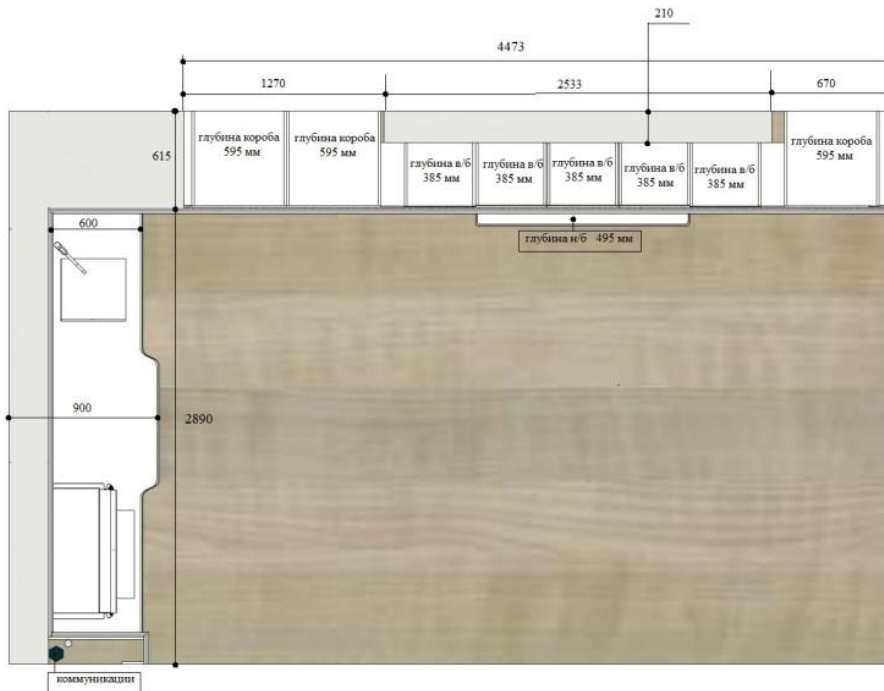 210
4473
1270
2533
670
615
глубина короба
595 мм
глубина короба
595 мм
глубина в/б
385 мм
глубина в/б
385 мм
глубина в/б
385 мм
глубина в/б
385 мм
глубина в/б
385 мм
глубина короба
595 мм
600
глубина н/б 495 мм
900
2890
коммуникации